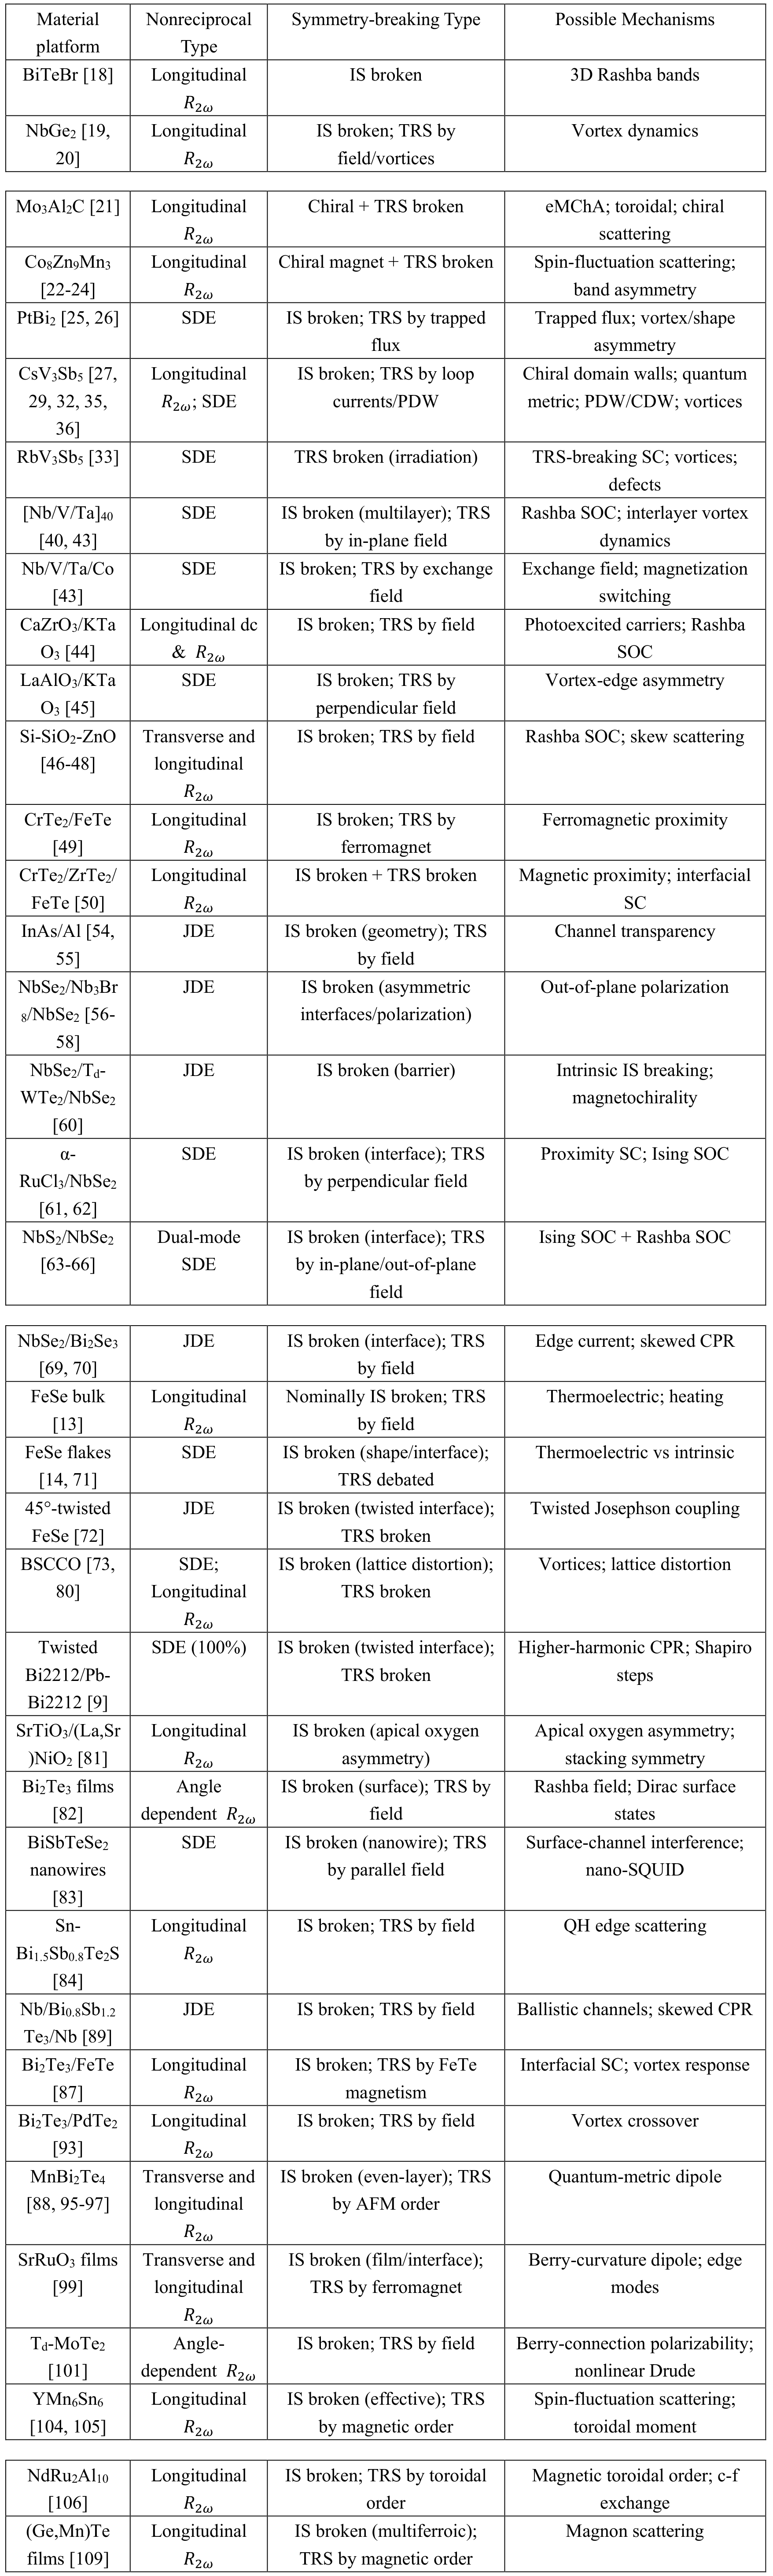 Material Nonreciprocal Symmetry-breaking Type Possible Mechanisms
platform Type
BiTeBr [18] Longitudinal IS broken 3D Rashba bands
R2ω
NbGe2 [19, Longitudinal IS broken; TRS by Vortex dynamics
20] R2ω field/vortices
Mo3Al2C [21] Longitudinal Chiral + TRS broken eMChA; toroidal; chiral
R2ω scattering
Co8Zn9Mn3 Longitudinal Chiral magnet + TRS broken Spin-fluctuation scattering;
[22-24] R2ω band asymmetry
PtBi2 [25, 26] SDE IS broken; TRS by trapped Trapped flux; vortex/shape
flux asymmetry
CsV3Sb5 [27, Longitudinal IS broken; TRS by loop Chiral domain walls; quantum
29, 32, 35, R2ω; SDE currents/PDW metric; PDW/CDW; vortices
36]
RbV3Sb5 [33] SDE TRS broken (irradiation) TRS-breaking SC; vortices;
defects
[Nb/V/Ta]40 SDE IS broken (multilayer); TRS Rashba SOC; interlayer vortex
[40, 43] by in-plane field dynamics
Nb/V/Ta/Co SDE IS broken; TRS by exchange Exchange field; magnetization
[43] field switching
CaZrO3/KTa Longitudinal dc IS broken; TRS by field Photoexcited carriers; Rashba
O3 [44] & R2ω SOC
LaAlO3/KTa SDE IS broken; TRS by Vortex-edge asymmetry
O3 [45] perpendicular field
Si-SiO2-ZnO Transverse and IS broken; TRS by field Rashba SOC; skew scattering
[46-48] longitudinal
R2ω
CrTe2/FeTe Longitudinal IS broken; TRS by Ferromagnetic proximity
[49] R2ω ferromagnet
CrTe2/ZrTe2/ Longitudinal IS broken + TRS broken Magnetic proximity; interfacial
FeTe [50] R2ω SC
InAs/Al [54, JDE IS broken (geometry); TRS Channel transparency
55] by field
NbSe2/Nb3Br JDE IS broken (asymmetric Out-of-plane polarization
8/NbSe2 [56- interfaces/polarization)
58]
NbSe2/Td- JDE IS broken (barrier) Intrinsic IS breaking;
WTe2/NbSe2 magnetochirality
[60]
α- SDE IS broken (interface); TRS Proximity SC; Ising SOC
RuCl3/NbSe2 by perpendicular field
[61, 62]
NbS2/NbSe2 Dual-mode IS broken (interface); TRS Ising SOC + Rashba SOC
[63-66] SDE by in-plane/out-of-plane
field
NbSe2/Bi2Se3 JDE IS broken (interface); TRS Edge current; skewed CPR
[69, 70] by field
FeSe bulk Longitudinal Nominally IS broken; TRS Thermoelectric; heating
[13] R2ω by field
FeSe flakes SDE IS broken (shape/interface); Thermoelectric vs intrinsic
[14, 71] TRS debated
45°-twisted JDE IS broken (twisted interface); Twisted Josephson coupling
FeSe [72] TRS broken
BSCCO [73, SDE; IS broken (lattice distortion); Vortices; lattice distortion
80] Longitudinal TRS broken
R2ω
Twisted SDE (100%) IS broken (twisted interface); Higher-harmonic CPR; Shapiro
Bi2212/Pb- TRS broken steps
Bi2212 [9]
SrTiO3/(La,Sr Longitudinal IS broken (apical oxygen Apical oxygen asymmetry;
)NiO2 [81] R2ω asymmetry) stacking symmetry
Bi2Te3 films Angle IS broken (surface); TRS by Rashba field; Dirac surface
[82] dependent R2ω field states
BiSbTeSe2 SDE IS broken (nanowire); TRS Surface-channel interference;
nanowires by parallel field nano-SQUID
[83]
Sn- Longitudinal IS broken; TRS by field QH edge scattering
Bi1.5Sb0.8Te2S R2ω
[84]
Nb/Bi0.8Sb1.2 JDE IS broken; TRS by field Ballistic channels; skewed CPR
Te3/Nb [89]
Bi2Te3/FeTe Longitudinal IS broken; TRS by FeTe Interfacial SC; vortex response
[87] R2ω magnetism
Bi2Te3/PdTe2 Longitudinal IS broken; TRS by field Vortex crossover
[93] R2ω
MnBi2Te4 Transverse and IS broken (even-layer); TRS Quantum-metric dipole
[88, 95-97] longitudinal by AFM order
R2ω
SrRuO3 films Transverse and IS broken (film/interface); Berry-curvature dipole; edge
[99] longitudinal TRS by ferromagnet modes
R2ω
Td-MoTe2 Angle- IS broken; TRS by field Berry-connection polarizability;
[101] dependent R2ω nonlinear Drude
YMn6Sn6 Longitudinal IS broken (effective); TRS Spin-fluctuation scattering;
[104, 105] R2ω by magnetic order toroidal moment
NdRu2Al10 Longitudinal IS broken; TRS by toroidal Magnetic toroidal order; c-f
[106] R2ω order exchange
(Ge,Mn)Te Longitudinal IS broken (multiferroic); Magnon scattering
films [109] R2ω TRS by magnetic order